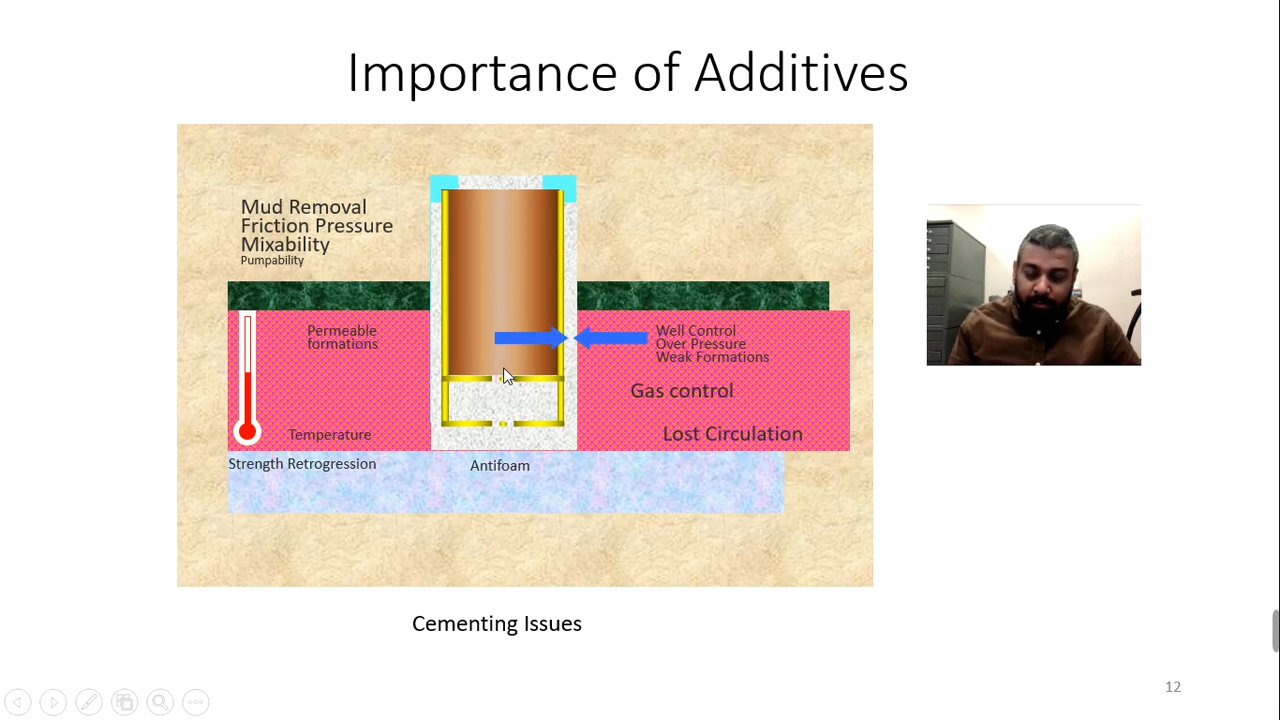 Importance of Additives
Mud Removal
Friction Pressure
Mixability
Pumpability
Permeable
formations
Well Control
Over Pressure
Weak Formations
Gas control
Lost Circulation
Temperature
Strength Retrogression
Antifoam
Cementing Issues
12